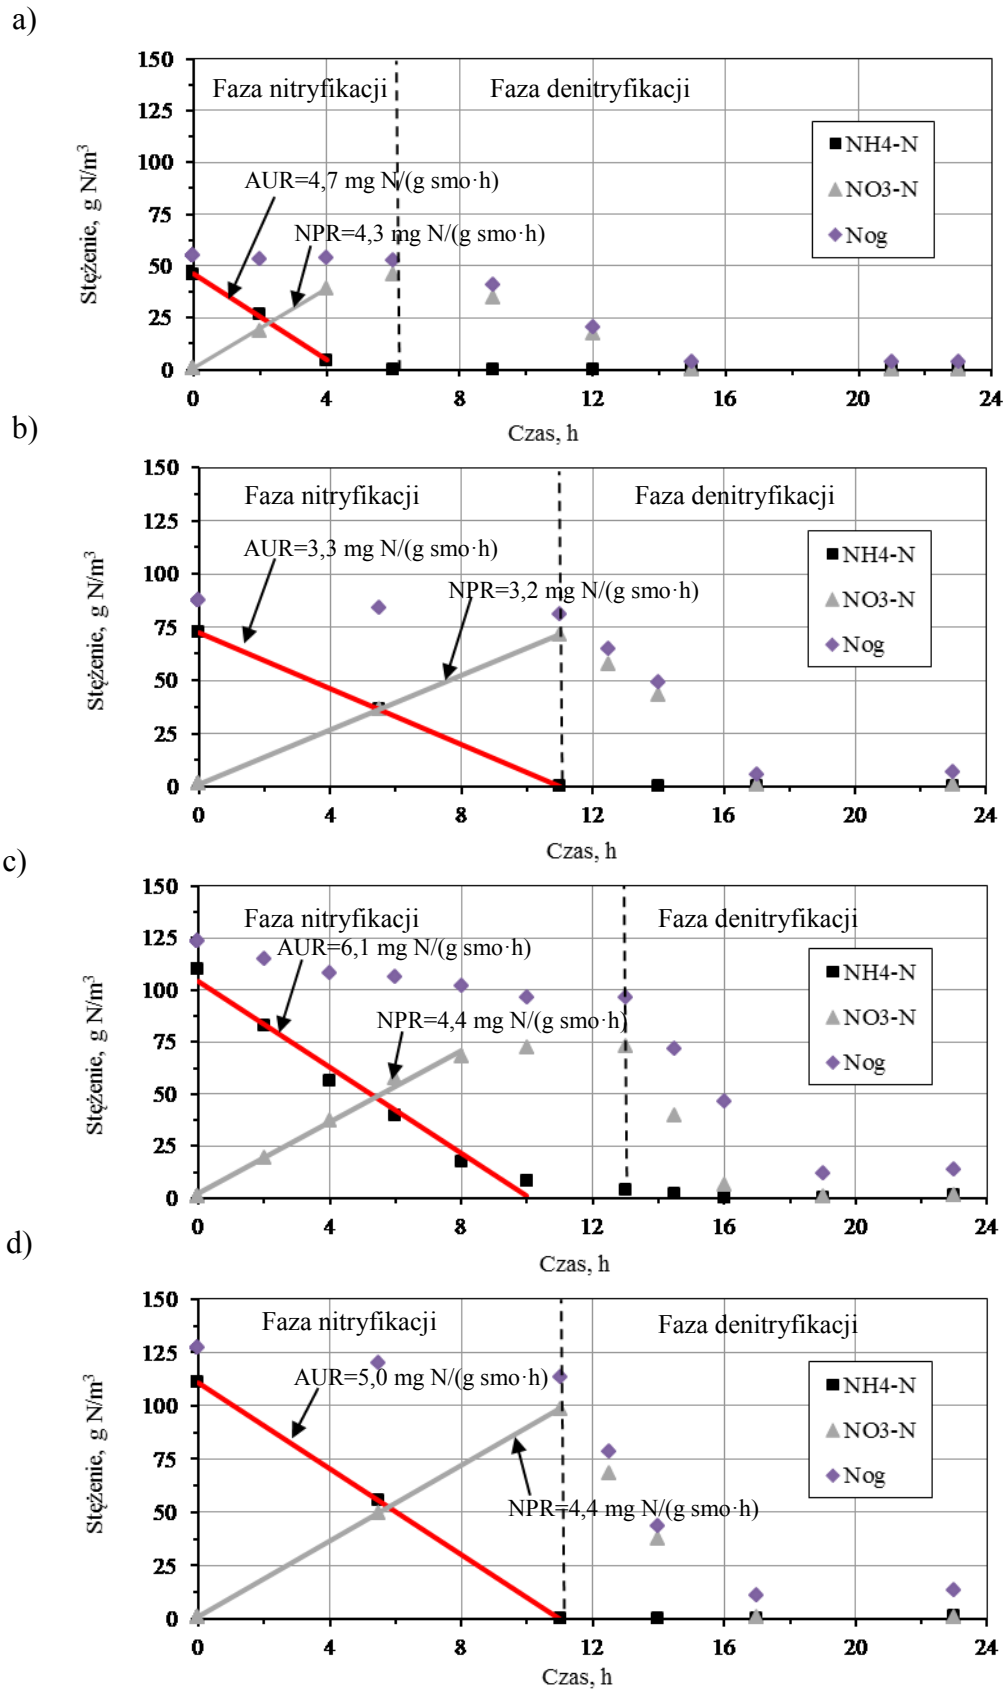 a)
150
Faza nitryfikacji
Faza denitryfikacji
125
NH4-N
100
AUR=4,7 mg N/(g smo·h)
NO3-N
75
NPR=4,3 mg N/(g smo·h)
Nog
50
25
0
Stężenie, g N/m³
0 4 8 12 16 20 24
Czas, h
b)
150
Faza nitryfikacji
Faza denitryfikacji
125
AUR=3,3 mg N/(g smo·h)
NH4-N
100
NPR=3,2 mg N/(g smo·h)
NO3-N
75
Nog
50
25
0
Stężenie, g N/m³
0 4 8 12 16 20 24
Czas, h
c)
150
Faza nitryfikacji
Faza denitryfikacji
125
AUR=6,1 mg N/(g smo·h)
NH4-N
100
NPR=4,4 mg N/(g smo·h)
NO3-N
75
Nog
50
25
0
Stężenie, g N/m³
0 4 8 12 16 20 24
Czas, h
d)
150
Faza nitryfikacji
Faza denitryfikacji
125
AUR=5,0 mg N/(g smo·h)
NH4-N
100
NO3-N
75
Nog
50
NPR=4,4 mg N/(g smo·h)
25
0
Stężenie, g N/m³
0 4 8 12 16 20 24
Czas, h